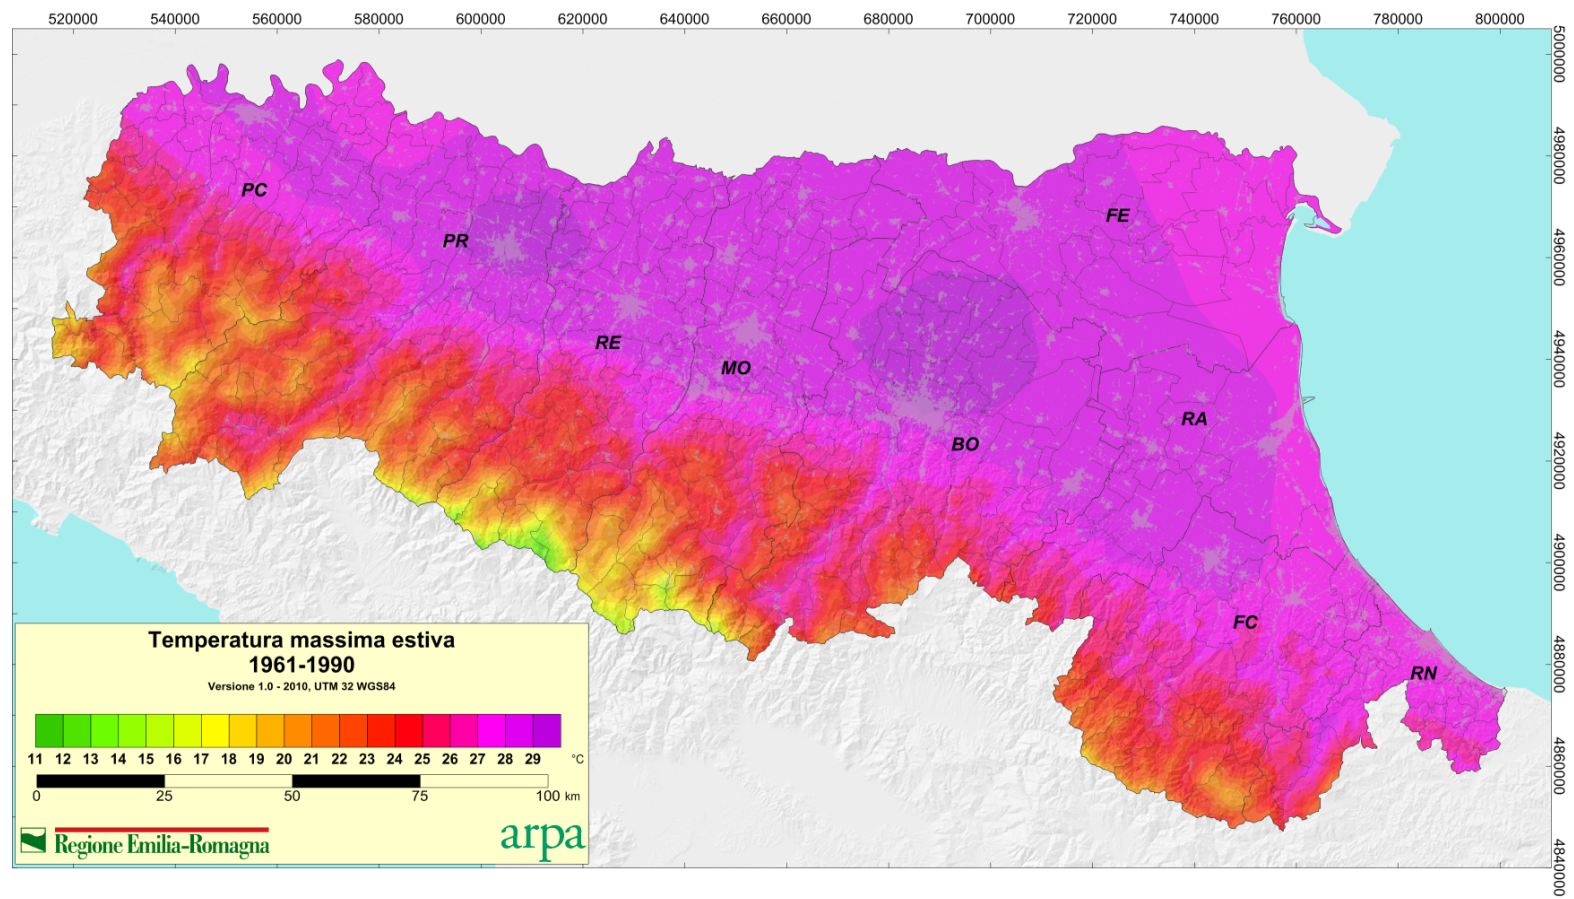 520000 540000 560000 580000 600000 620000 640000 660000 680000 700000 720000 740000 760000 780000 800000
5000000
4980000
4960000
4940000
4920000
4900000
4880000
4860000
4840000
PC
FE
PR
RE
MO
RA
BO
FC
RN
Temperatura massima estiva
1961-1990
Versione 1.0 - 2010, UTM 32 WGS84
11 12 13 14 15 16 17 18 19 20 21 22 23 24 25 26 27 28 29 °C
0 25 50 75 100 km
Regione Emilia-Romagna
arpa